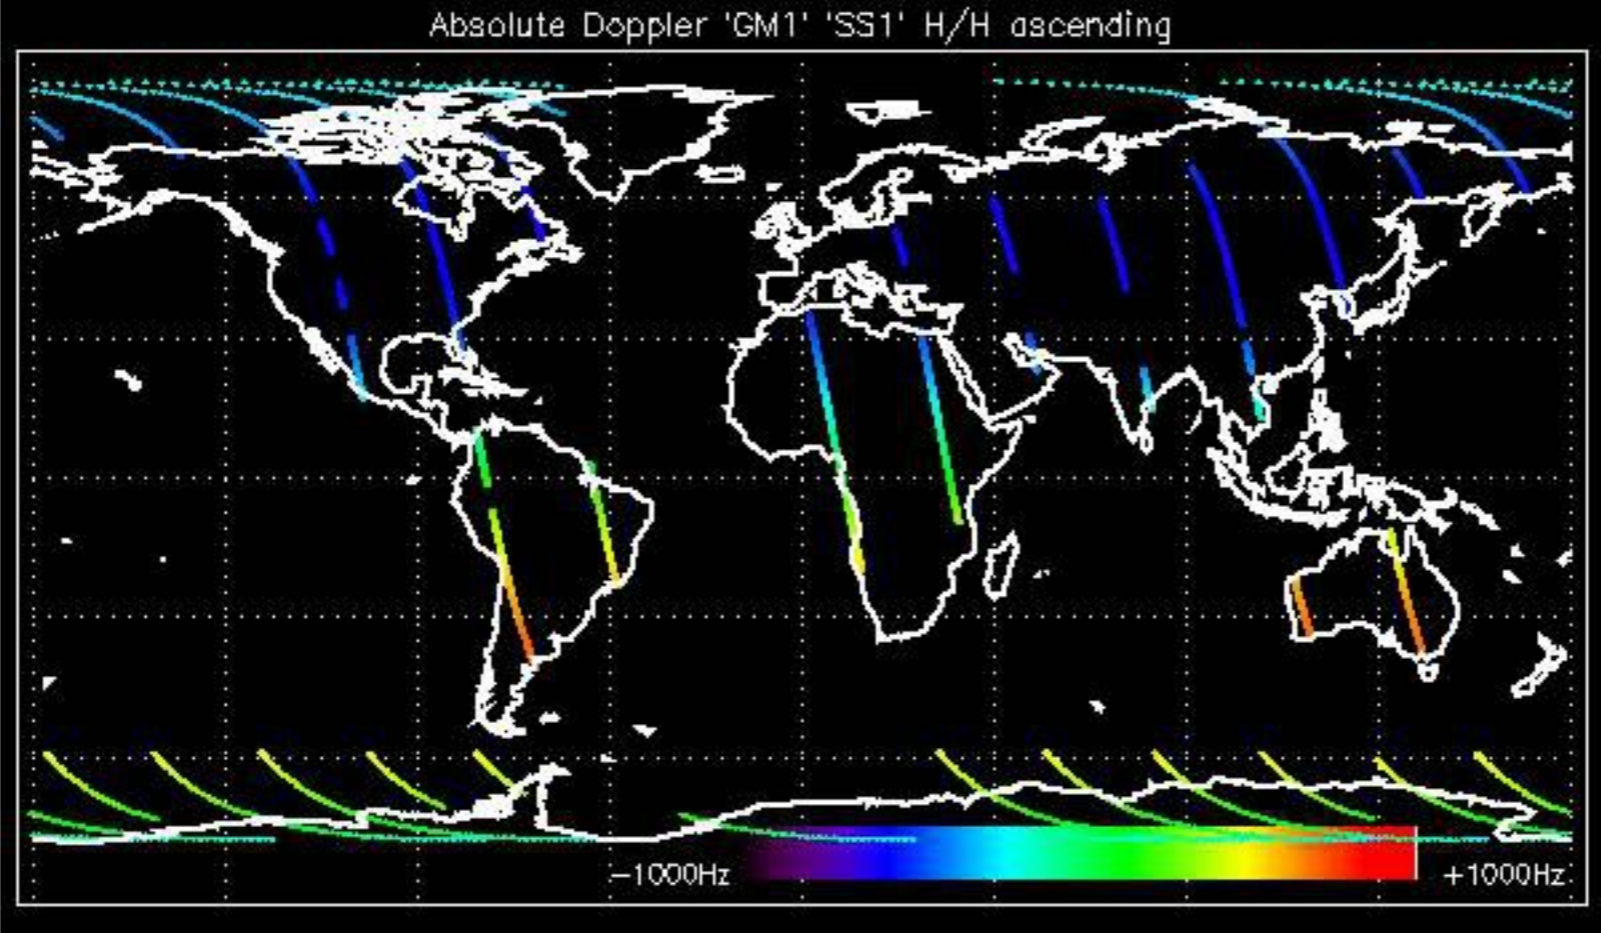 Absolute Doppler 'GM1' 'SS1' H/H ascending
−1000Hz
+1000Hz